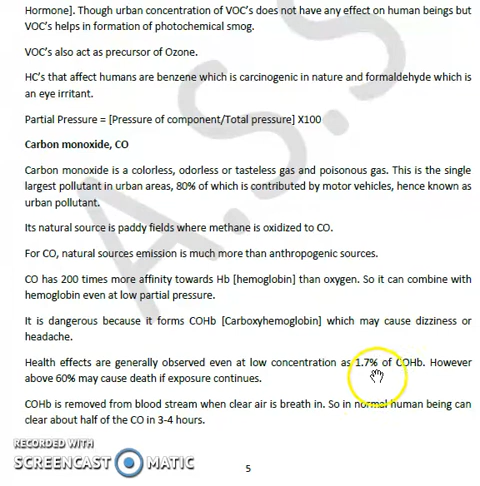 Hormone]. Though urban concentration of VOC's does not have any effect on human beings but
VOC's helps in formation of photochemical smog.
VOC's also act as precursor of Ozone.
HC's that affect humans are benzene which is carcinogenic in nature and formaldehyde which is
an eye irritant.
Partial Pressure = [Pressure of component/Total pressure] X100
Carbon monoxide, CO
Carbon monoxide is a colorless, odorless or tasteless gas and poisonous gas. This is the single
largest pollutant in urban areas, 80% of which is contributed by motor vehicles, hence known as
urban pollutant.
Its natural source is paddy fields where methane is oxidized to CO.
For CO, natural sources emission is much more than anthropogenic sources.
CO has 200 times more affinity towards Hb [hemoglobin] than oxygen. So it can combine with
hemoglobin even at low partial pressure.
It is dangerous because it forms COHb [Carboxyhemoglobin] which may cause dizziness or
headache.
Health effects are generally observed even at low concentration as 1.7% of COHb. However
above 60% may cause death if exposure continues.
COHb is removed from blood stream when clear air is breath in. So in normal human being can
clear about half of the CO in 3-4 hours.
RECORDED WITH
SCREENCAST MATIC
5
A.S.S